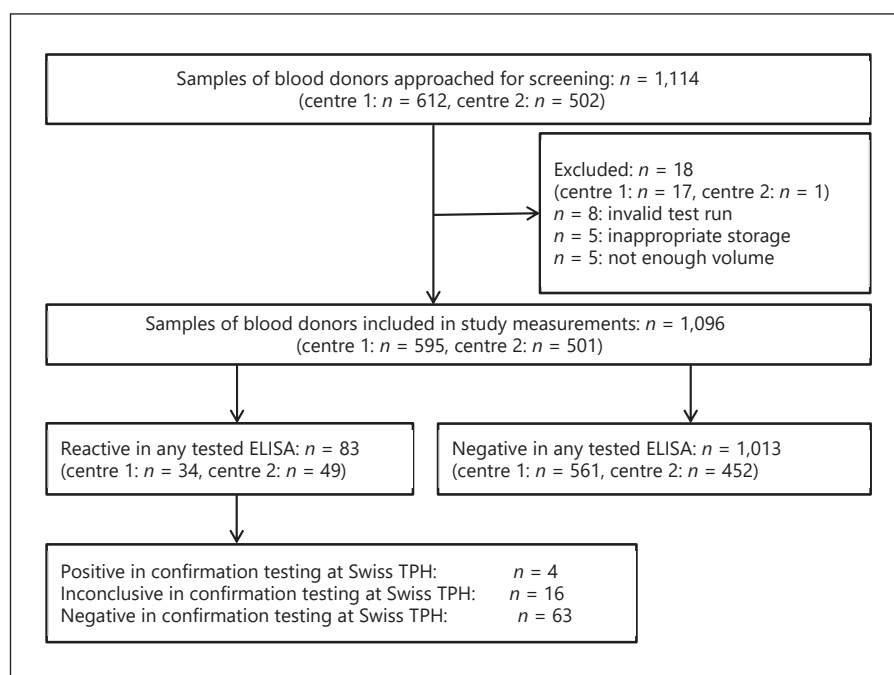 Samples of blood donors approached for screening: n = 1,114
(centre 1: n = 612, centre 2: n = 502)
Excluded: n = 18
(centre 1: n = 17, centre 2: n = 1)
n = 8: invalid test run
n = 5: inappropriate storage
n = 5: not enough volume
Samples of blood donors included in study measurements: n = 1,096
(centre 1: n = 595, centre 2: n = 501)
Reactive in any tested ELISA: n = 83
(centre 1: n = 34, centre 2: n = 49)
Negative in any tested ELISA: n = 1,013
(centre 1: n = 561, centre 2: n = 452)
Positive in confirmation testing at Swiss TPH: n = 4
Inconclusive in confirmation testing at Swiss TPH: n = 16
Negative in confirmation testing at Swiss TPH: n = 63